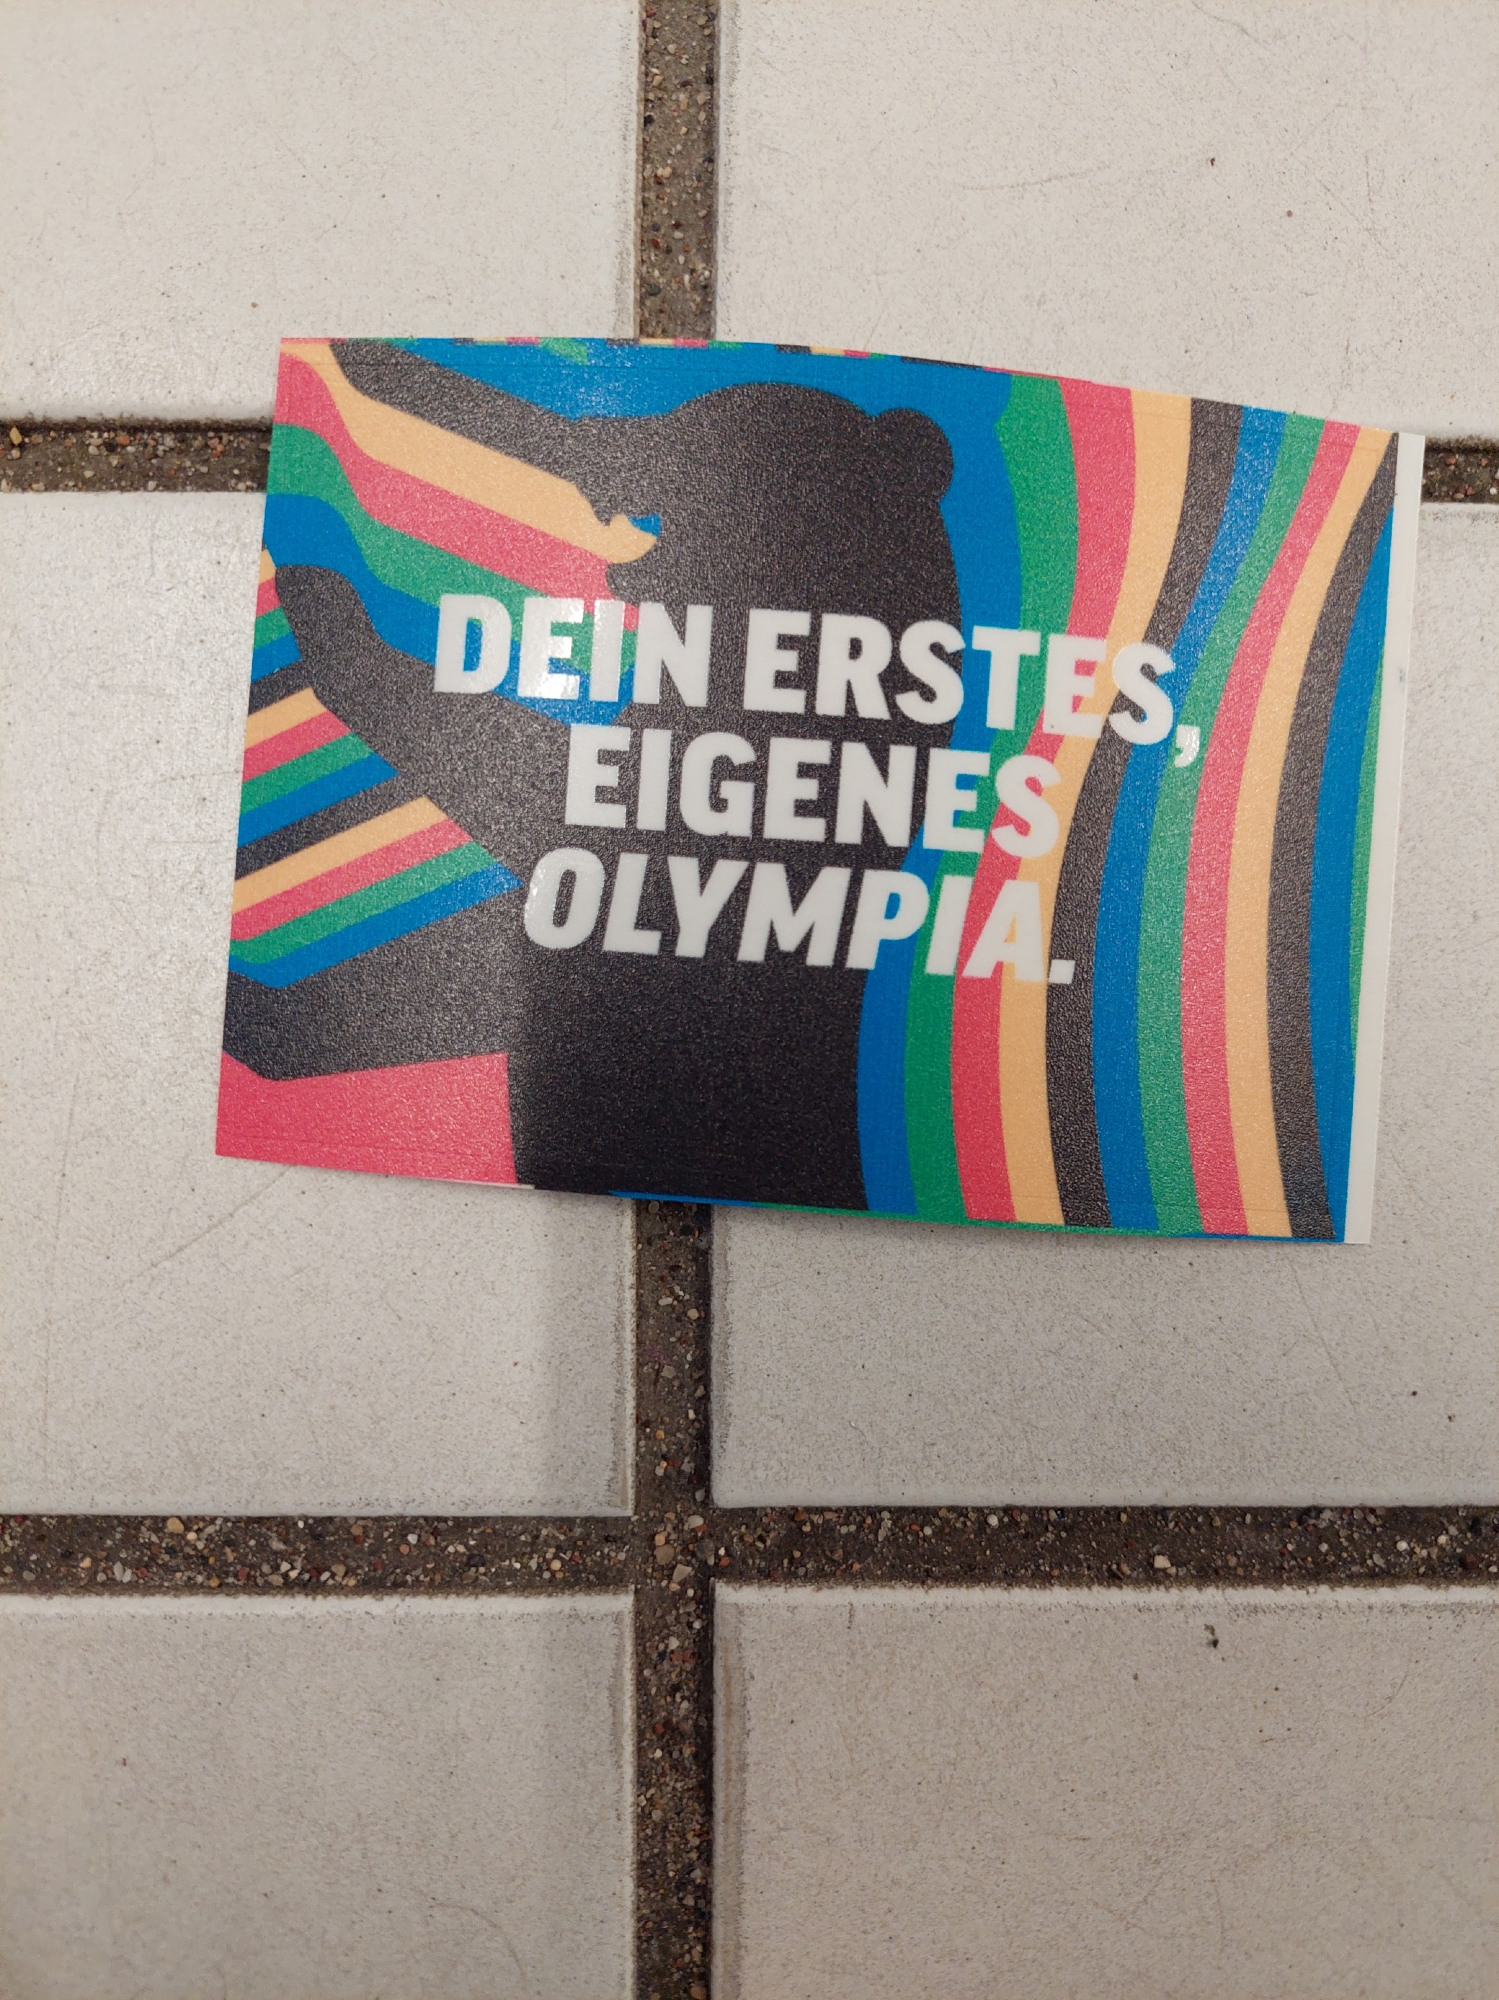 DEIN ERSTES,
EIGENES
OLYMPIA.